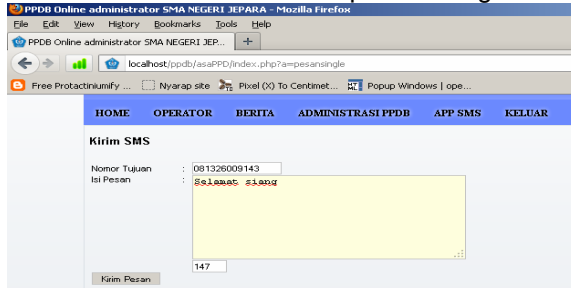 PPDB Online administrator SMA NEGERI JEPARA - Mozilla Firefox
File Edit View History Bookmarks Tools Help
PPDB Online administrator SMA NEGERI JEP... +
localhost/ppdb/asaPPD/index.php?a=pesansingle
Free Protactiniumify ... Nyarap site Pixel (X) To Centimet... Popup Windows | ope...
HOME OPERATOR BERITA ADMINISTRASI PPDB APP SMS KELUAR
Kirim SMS
Nomor Tujuan : 081326009143
Isi Pesan : Selamat siang
147
Kirim Pesan